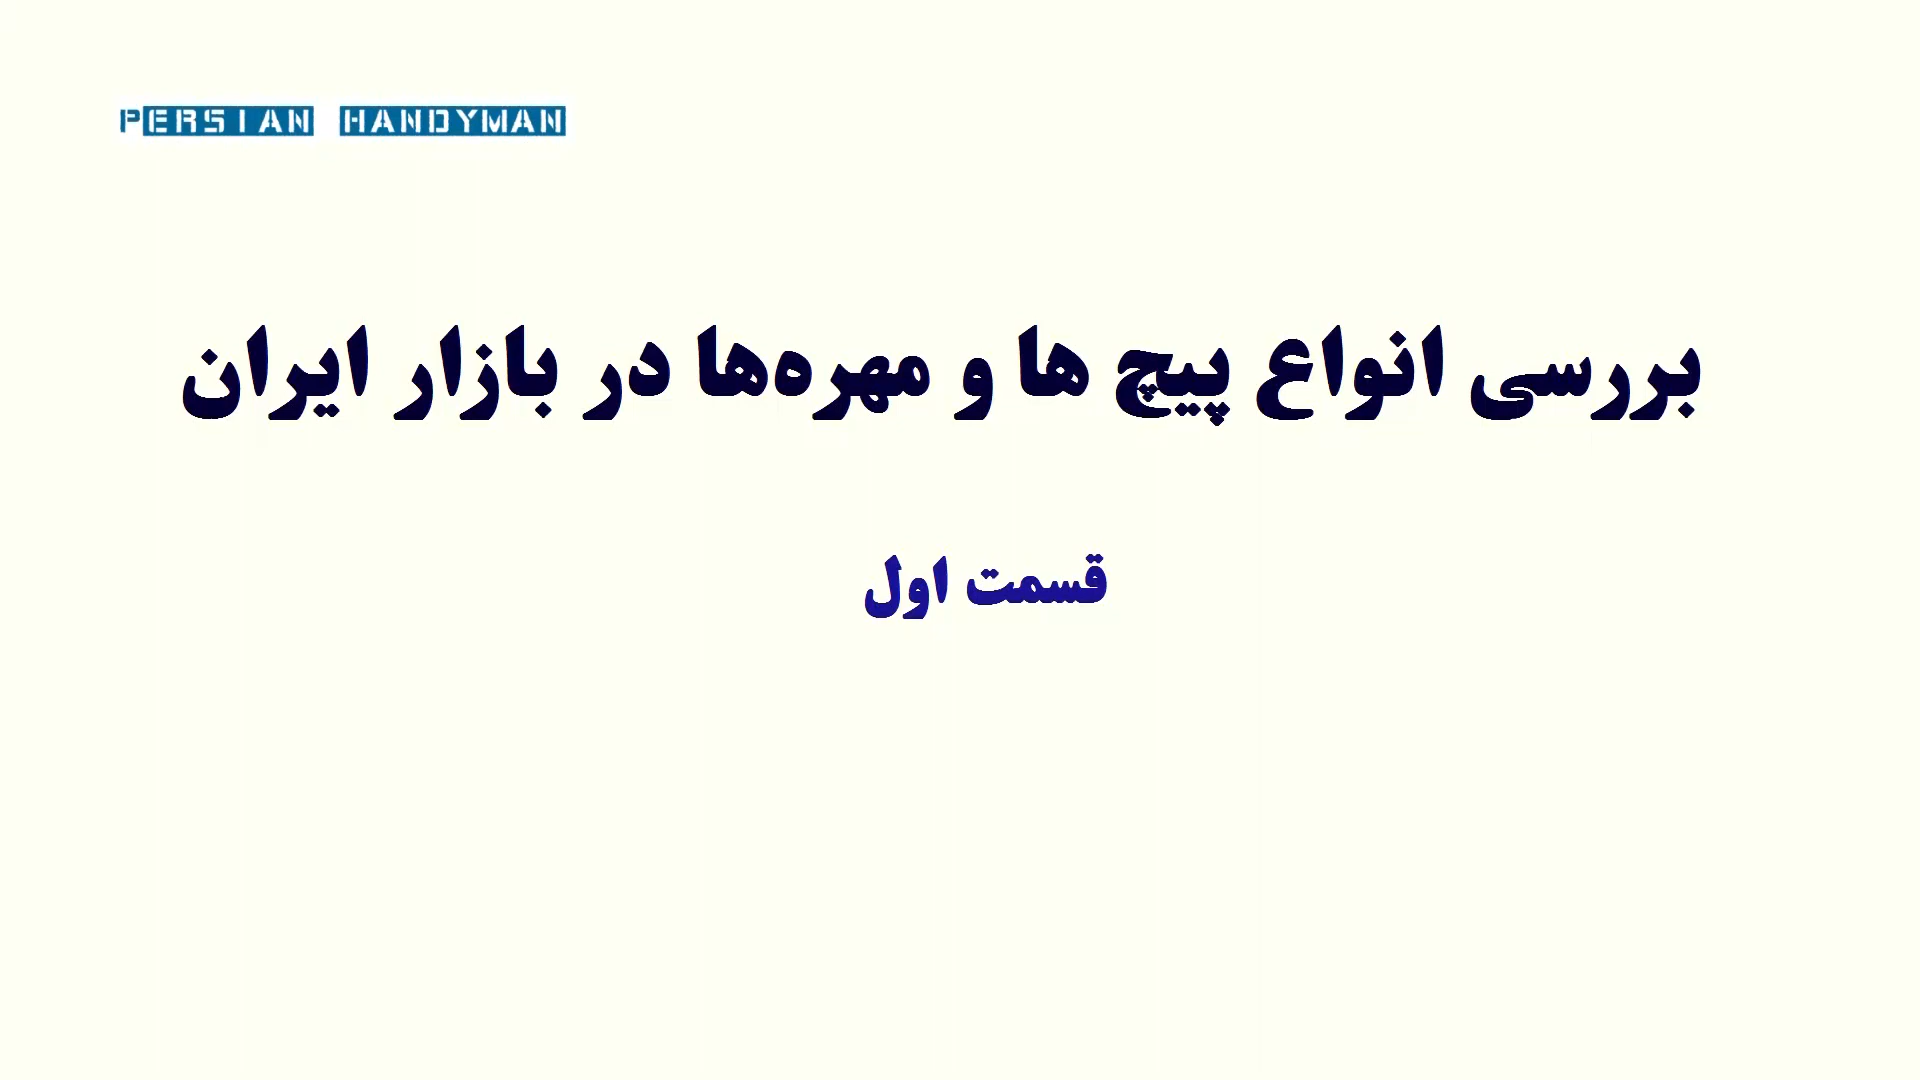 PERSIAN HANDYMAN
بررسی انواع پیچ ها و مهره‌ها در بازار ایران
قسمت اول